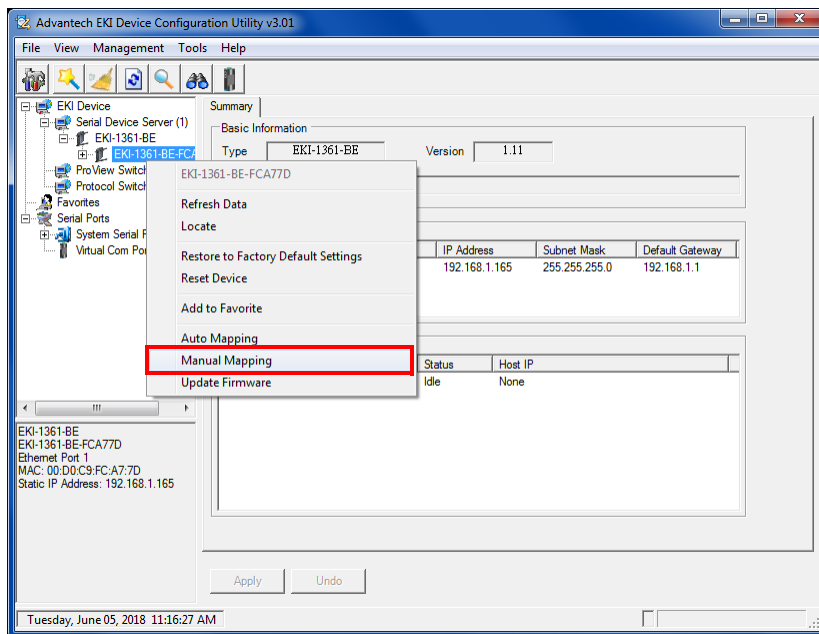 Advantech EKI Device Configuration Utility v3.01
File View Management Tools Help
EKI Device
Serial Device Server (1)
EKI-1361-BE
EKI-1361-BE-FCA
ProView Switch
Protocol Switch
Favorites
Serial Ports
System Serial P
Virtual Com Por
Summary
Basic Information
Type EKI-1361-BE Version 1.11
EKI-1361-BE-FCA77D
Refresh Data
Locate
Restore to Factory Default Settings
Reset Device
Add to Favorite
Auto Mapping
Manual Mapping
Update Firmware
IP Address Subnet Mask Default Gateway
192.168.1.165 255.255.255.0 192.168.1.1
Status Host IP
Idle None
EKI-1361-BE
EKI-1361-BE-FCA77D
Ethernet Port 1
MAC: 00:D0:C9:FC:A7:7D
Static IP Address: 192.168.1.165
Apply Undo
Tuesday, June 05, 2018 11:16:27 AM